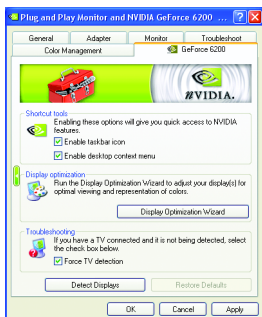 Plug and Play Monitor and NVIDIA GeForce 6200 ...
General Adapter Monitor Troubleshoot
Color Management GeForce 6200
NVIDIA.
Shortcut tools
Enabling these options will give you quick access to NVIDIA
features.
Enable taskbar icon
Enable desktop context menu
Display optimization
Run the Display Optimization Wizard to adjust your display(s) for
optimal viewing and representation of colors.
Display Optimization Wizard
Troubleshooting
If you have a TV connected and it is not being detected, select
the check box below.
Force TV detection
Detect Displays Restore Defaults
OK Cancel Apply